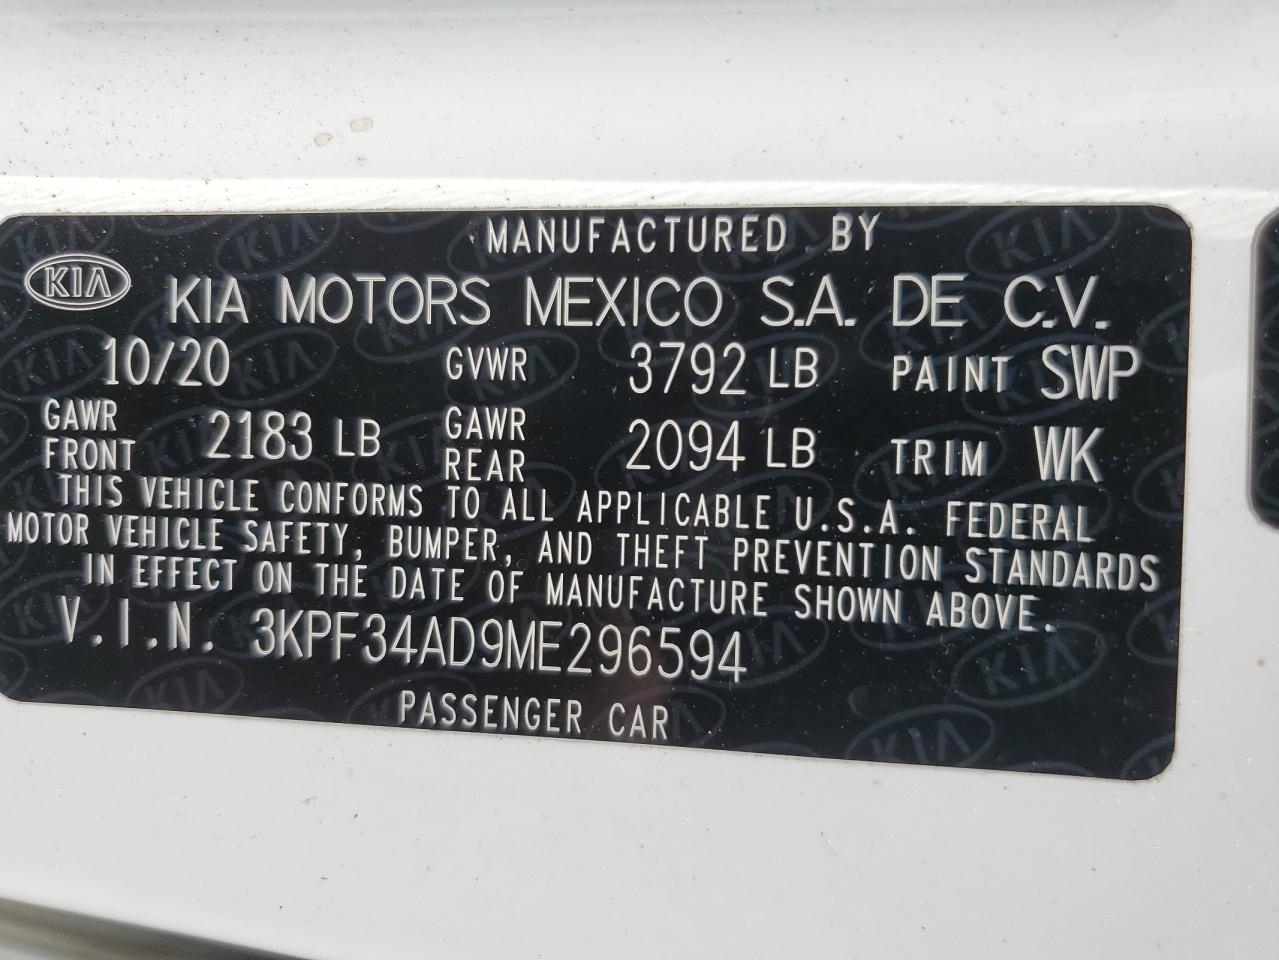 MANUFACTURED BY
KIA KIA MOTORS MEXICO S.A. DE C.V.
10/20 GVWR 3792 LB PAINT SWP
GAWR FRONT 2183 LB GAWR REAR 2094 LB TRIM WK
THIS VEHICLE CONFORMS TO ALL APPLICABLE U.S.A. FEDERAL
MOTOR VEHICLE SAFETY, BUMPER, AND THEFT PREVENTION STANDARDS
IN EFFECT ON THE DATE OF MANUFACTURE SHOWN ABOVE.
V.I.N. 3KPF34AD9ME296594
PASSENGER CAR